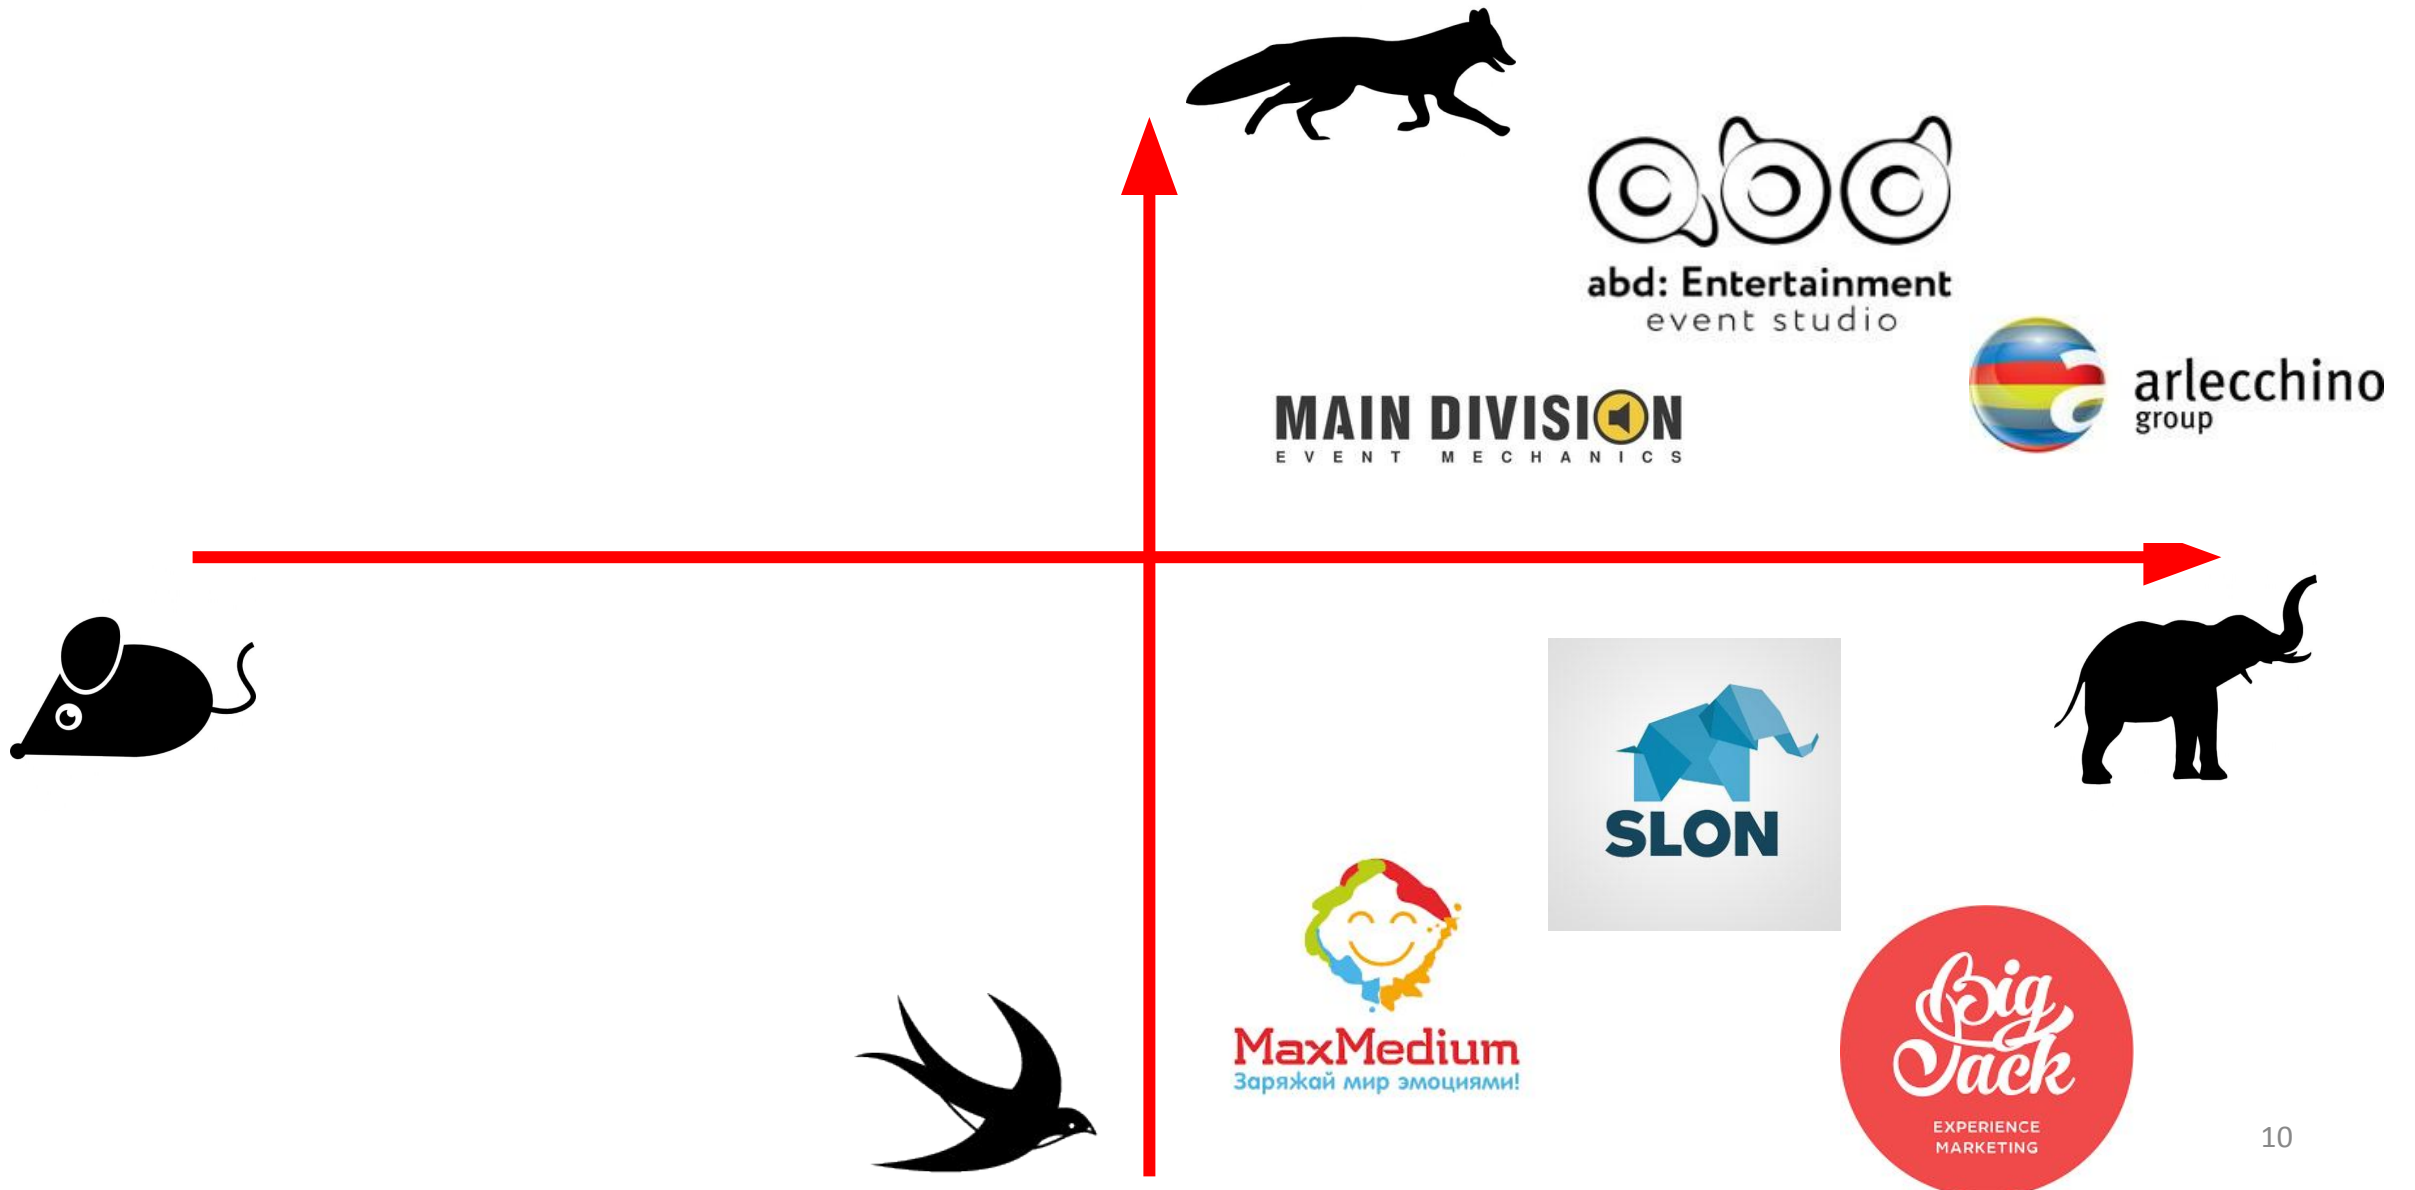 abd
abd: Entertainment
event studio
a
arlecchino
group
MAIN DIVISION
EVENT MECHANICS
SLON
MaxMedium
Заряжай мир эмоциями!
Big
Jack
EXPERIENCE
MARKETING
10